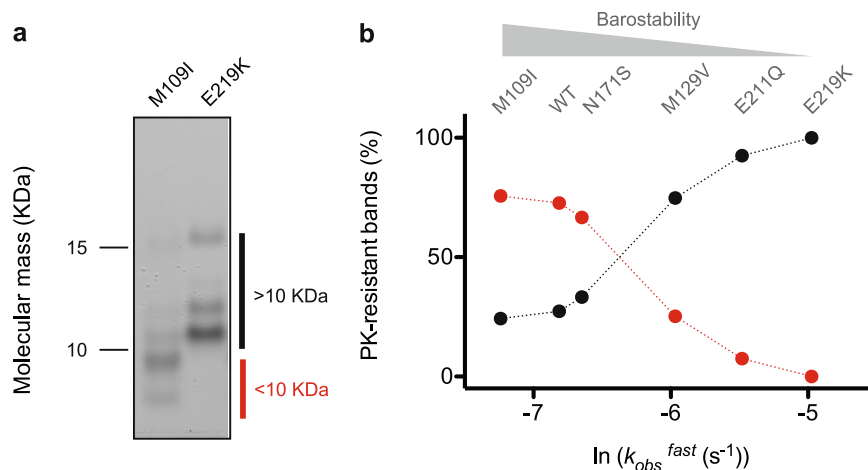 a
M109I
E219K
Molecular mass (KDa)
15
10
>10 KDa
<10 KDa
b
Barostability
M109I
WT
N171S
M129V
E211Q
E219K
PK-resistant bands (%)
100
50
0
-7
-6
-5
ln (k_obs^fast (s⁻¹))